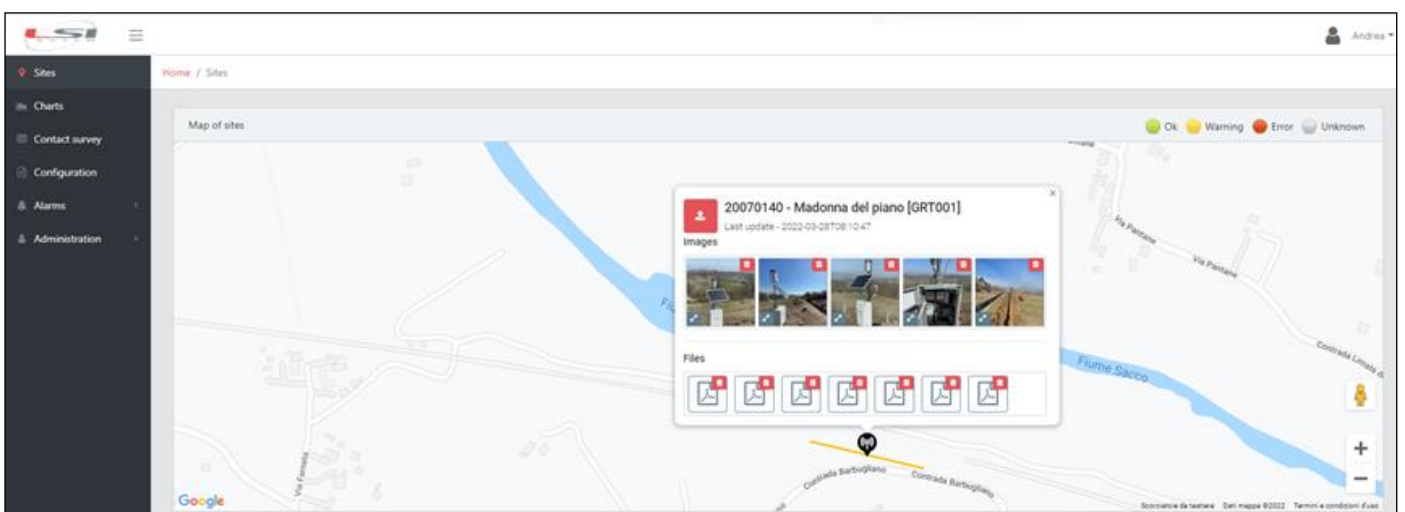 LSI
Andrea
Sites
Charts
Contact survey
Configuration
Alarms
Administration
Home / Sites
Map of sites
Ok
Warning
Error
Unknown
20070140 - Madonna del piano [GRT001]
Last update - 2022-03-28T08:10:47
Images
Files
Via Pantane
Via Pantane
Fiume Sacco
Via Farneta
Contrada Barbugliano
Contrada Barbugliano
Google
Scorciatoie da tastiera
Dati mappa ©2022
Termini e condizioni d'uso